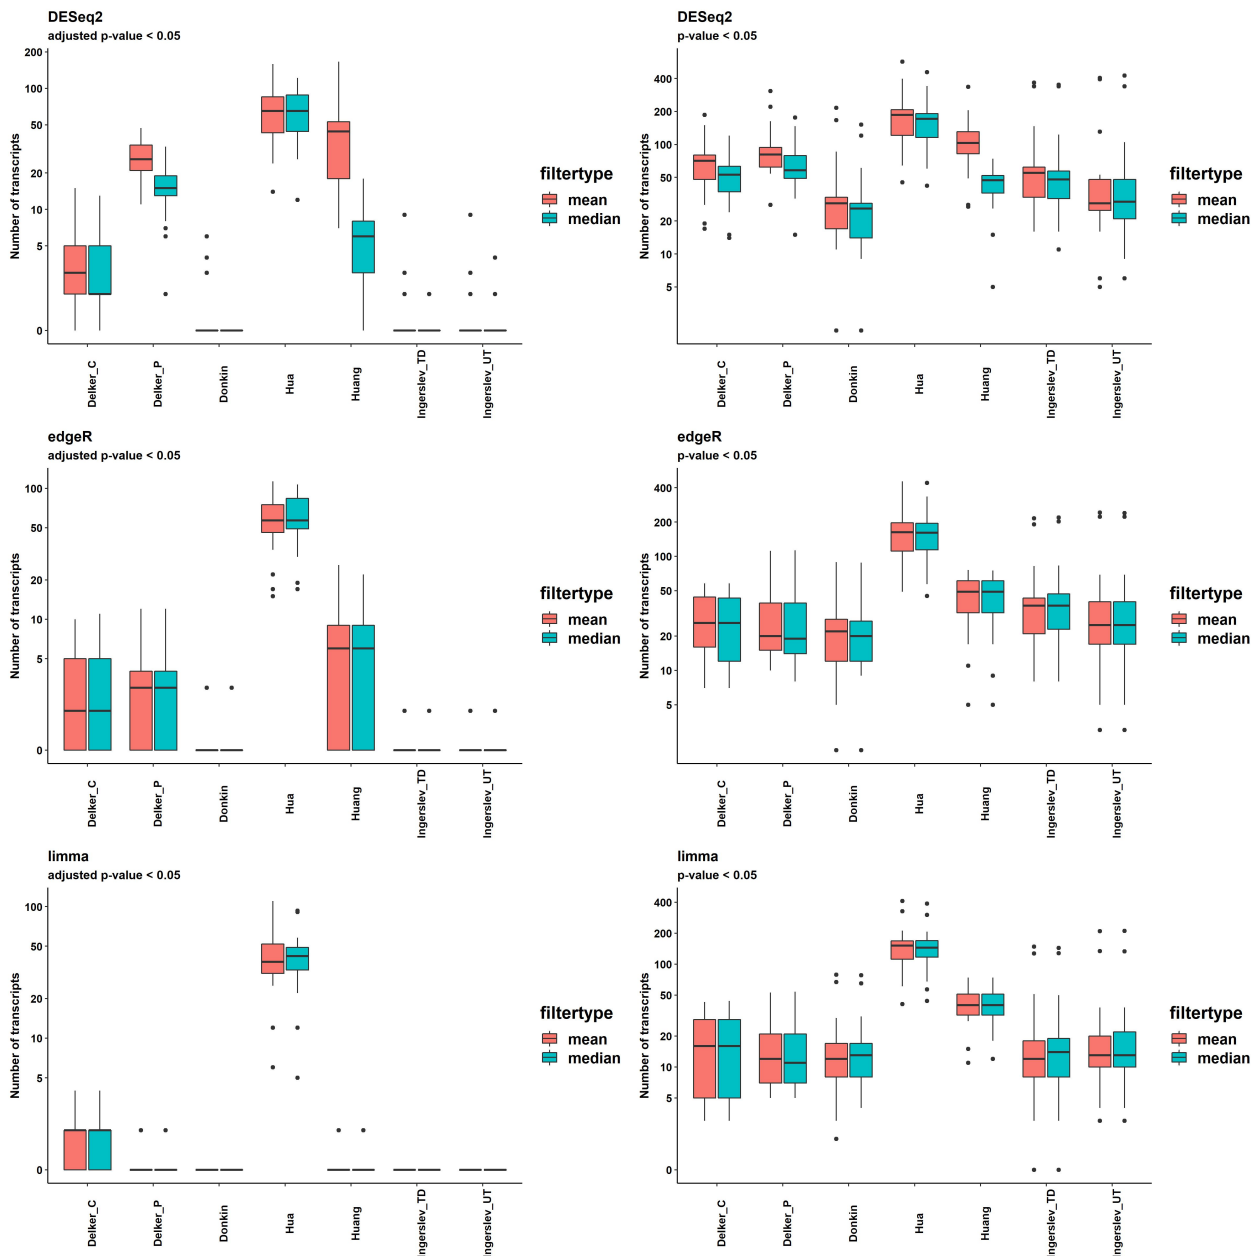 DESeq2
adjusted p-value < 0.05
Number of transcripts
200
100
50
20
10
5
0
Delker_C
Delker_P
Donkin
Hua
Huang
Ingerslev_TD
Ingerslev_UT
filtertype
mean
median
DESeq2
p-value < 0.05
Number of transcripts
400
200
100
50
20
10
5
Delker_C
Delker_P
Donkin
Hua
Huang
Ingerslev_TD
Ingerslev_UT
filtertype
mean
median
edgeR
adjusted p-value < 0.05
Number of transcripts
100
50
20
10
5
0
Delker_C
Delker_P
Donkin
Hua
Huang
Ingerslev_TD
Ingerslev_UT
filtertype
mean
median
edgeR
p-value < 0.05
Number of transcripts
400
200
100
50
20
10
5
Delker_C
Delker_P
Donkin
Hua
Huang
Ingerslev_TD
Ingerslev_UT
filtertype
mean
median
limma
adjusted p-value < 0.05
Number of transcripts
100
50
20
10
5
0
Delker_C
Delker_P
Donkin
Hua
Huang
Ingerslev_TD
Ingerslev_UT
filtertype
mean
median
limma
p-value < 0.05
Number of transcripts
400
200
100
50
20
10
5
0
Delker_C
Delker_P
Donkin
Hua
Huang
Ingerslev_TD
Ingerslev_UT
filtertype
mean
median